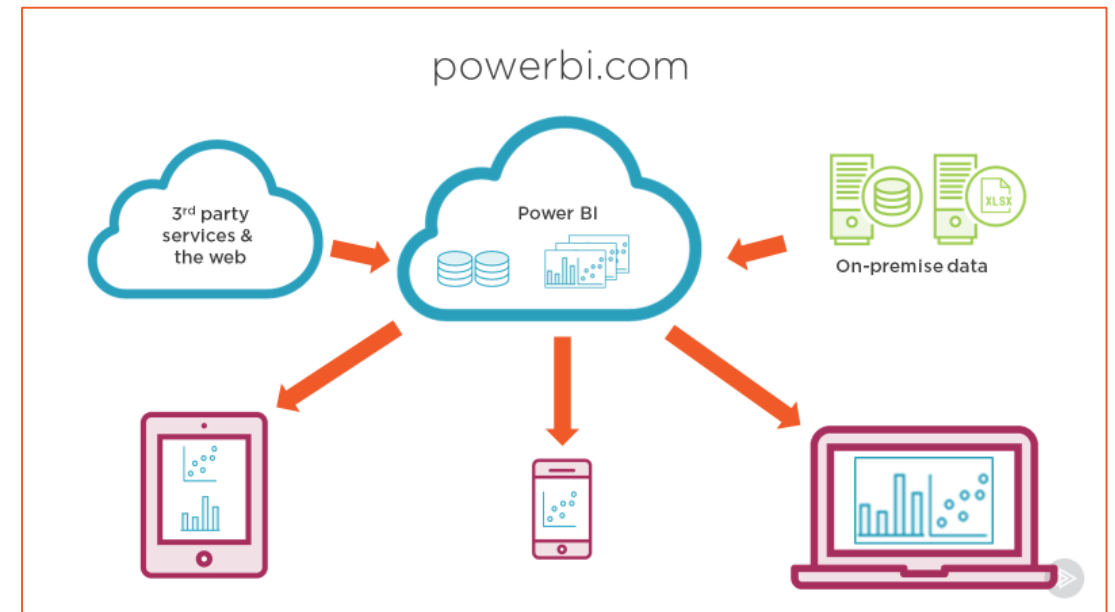 powerbi.com
3rd party
services &
the web
Power BI
XLSX
On-premise data